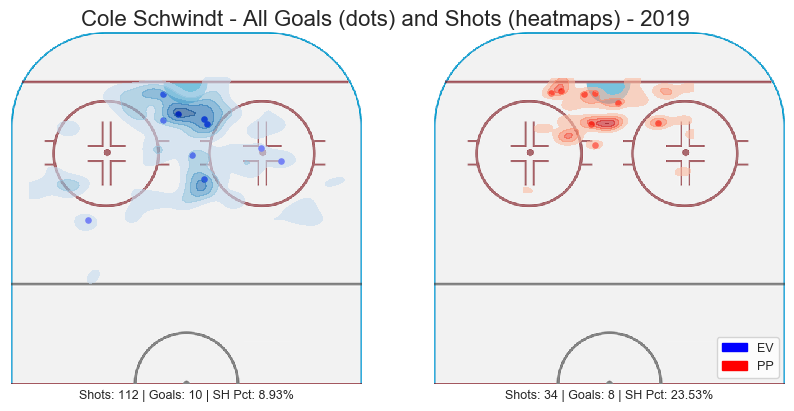 Cole Schwindt - All Goals (dots) and Shots (heatmaps) - 2019
EV
PP
Shots: 112 | Goals: 10 | SH Pct: 8.93%
Shots: 34 | Goals: 8 | SH Pct: 23.53%